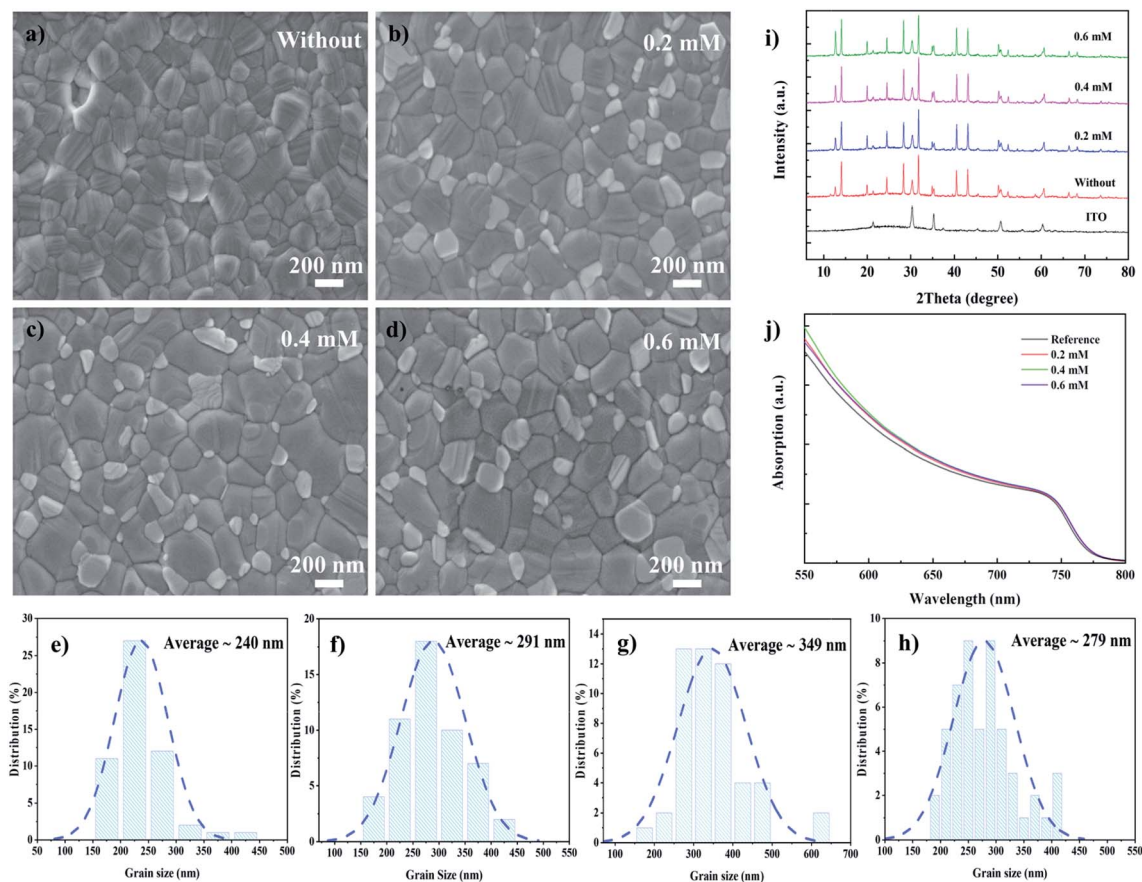 a)
Without
200 nm
b)
0.2 mM
200 nm
c)
0.4 mM
200 nm
d)
0.6 mM
200 nm
i)
0.6 mM
0.4 mM
0.2 mM
Without
ITO
Intensity (a.u.)
10 20 30 40 50 60 70 80
2Theta (degree)
j)
Reference
0.2 mM
0.4 mM
0.6 mM
Absorption (a.u.)
550 600 650 700 750 800
Wavelength (nm)
e)
Average ~ 240 nm
Distribution (%)
30
25
20
15
10
5
0
50 100 150 200 250 300 350 400 450 500
Grain size (nm)
f)
Average ~ 291 nm
Distribution (%)
20
15
10
5
0
100 150 200 250 300 350 400 450 500 550
Grain Size (nm)
g)
Average ~ 349 nm
Distribution (%)
14
12
10
8
6
4
2
0
100 200 300 400 500 600 700
Grain size (nm)
h)
Average ~ 279 nm
Distribution (%)
10
8
6
4
2
0
100 150 200 250 300 350 400 450 500 550
Grain size (nm)